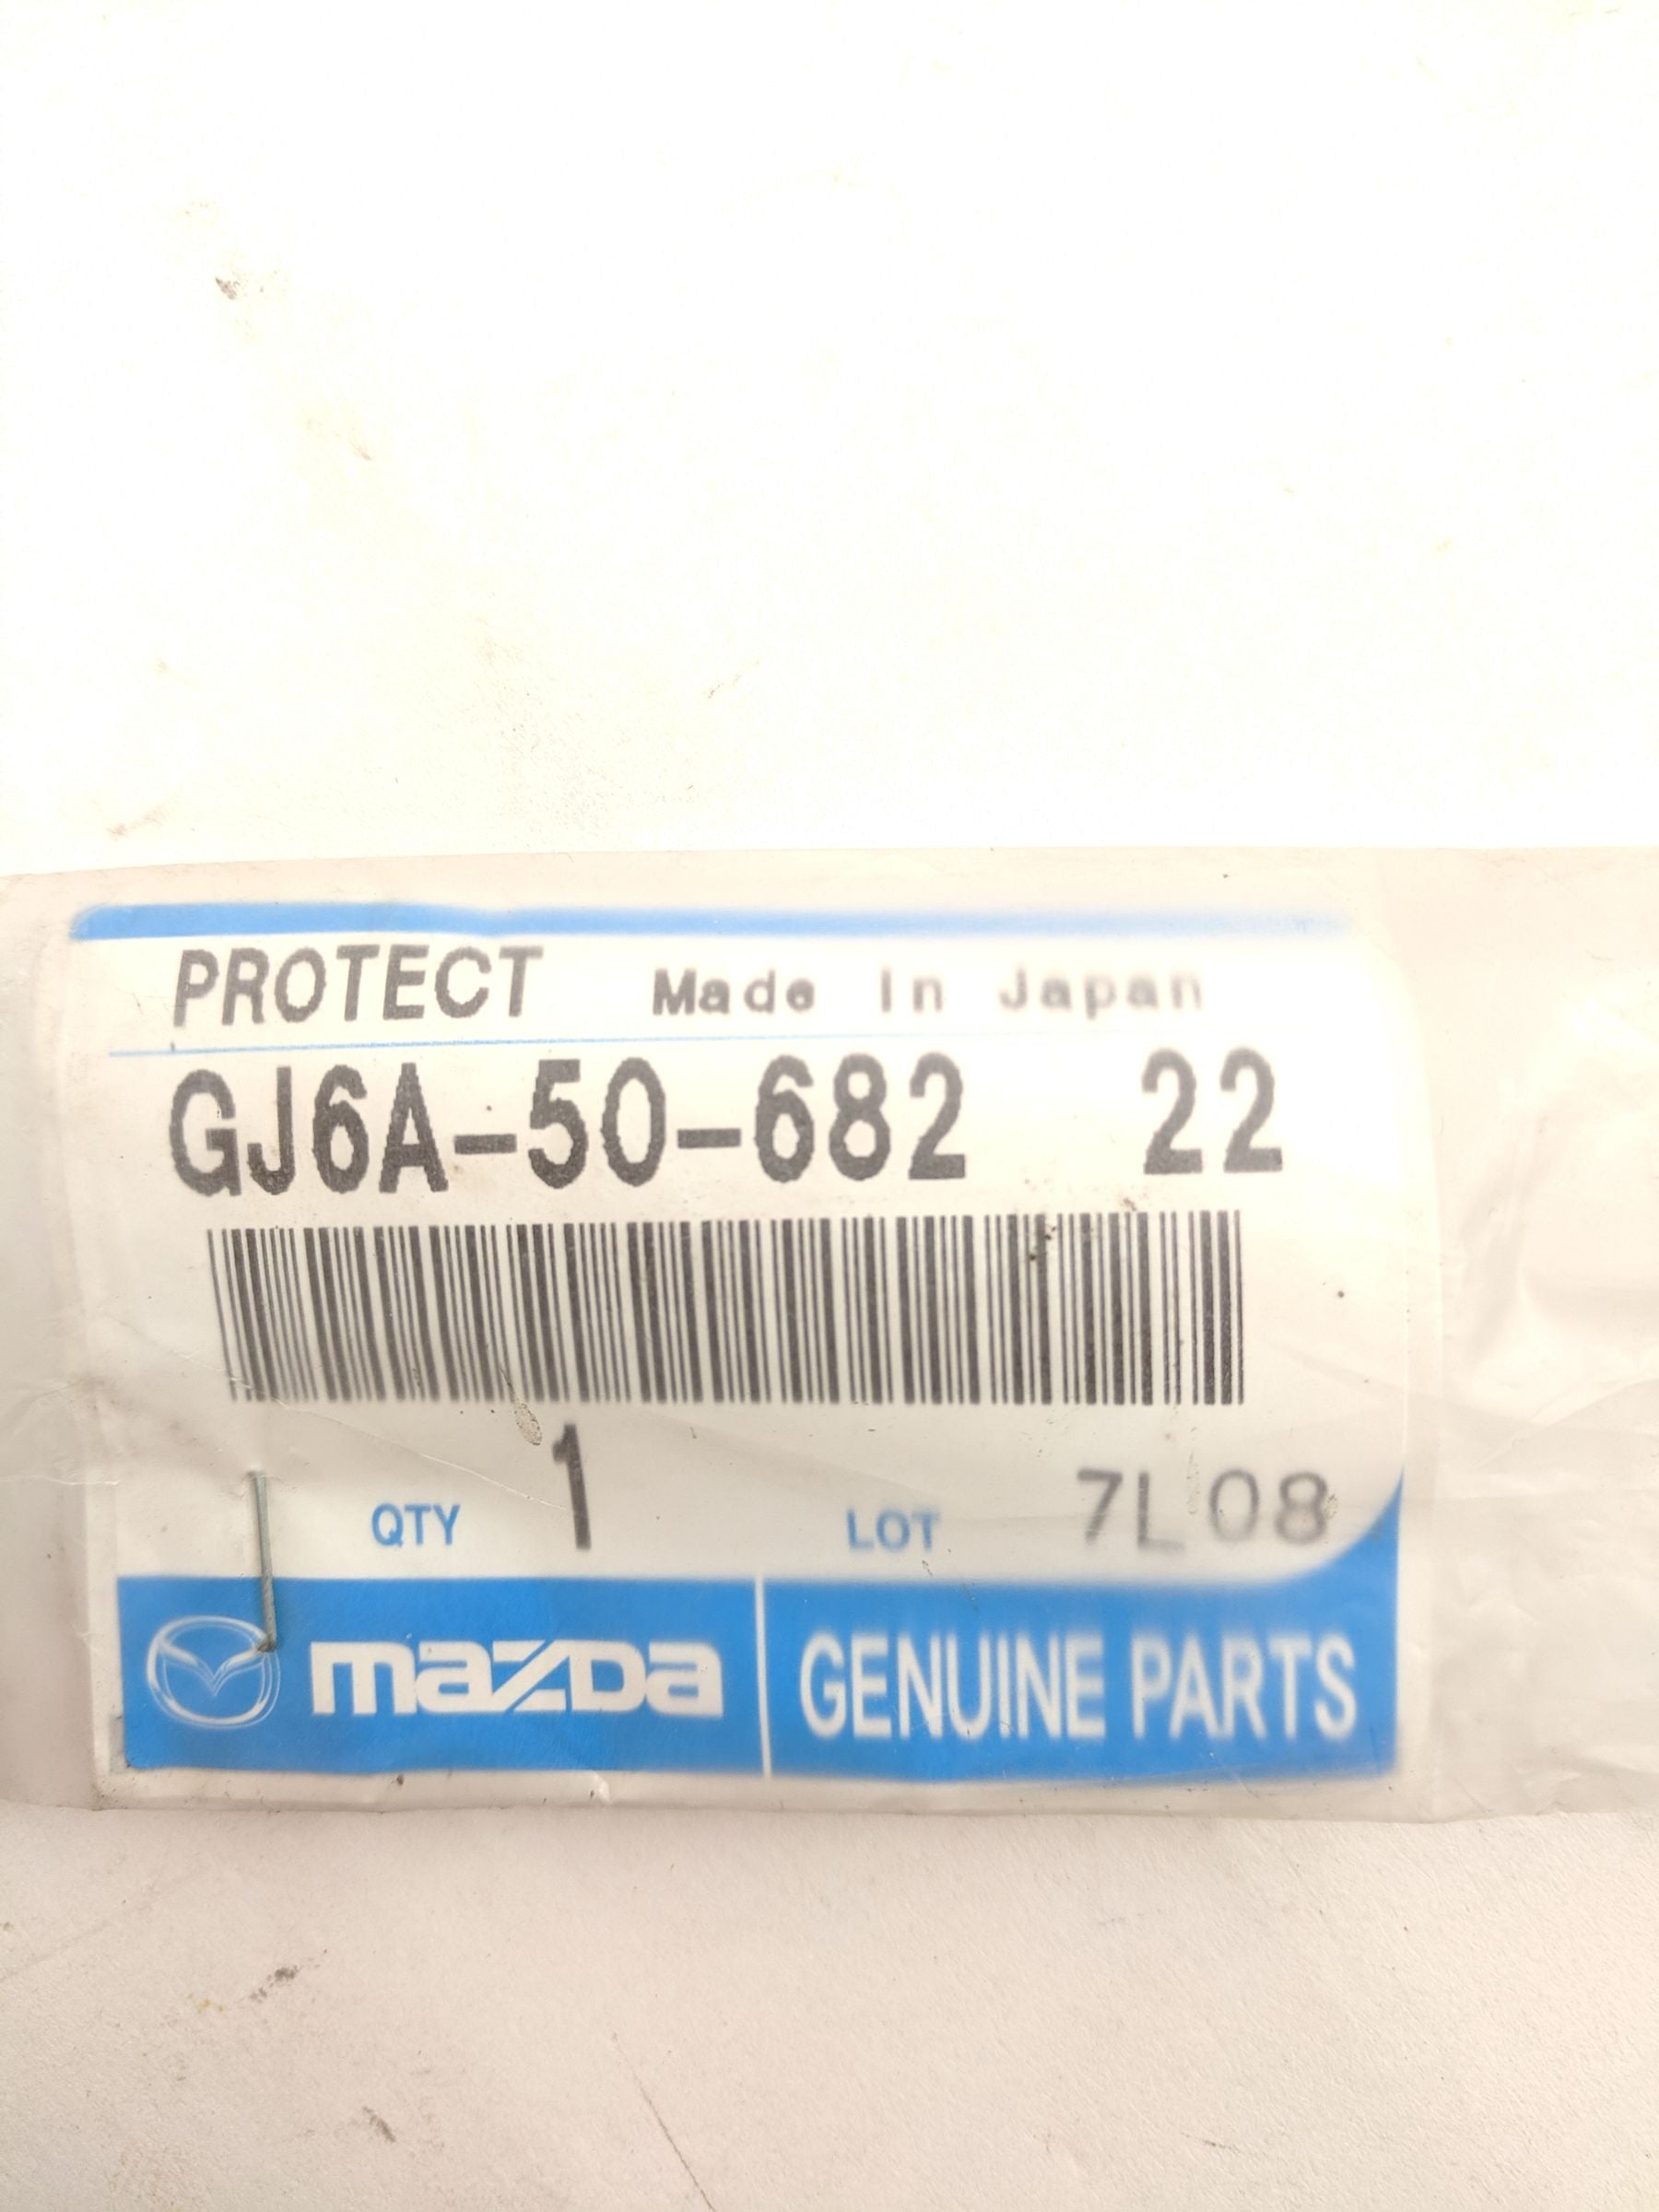 PROTECT Made In Japan
GJ6A-50-682 22
QTY 1 LOT 7L08
mazda GENUINE PARTS